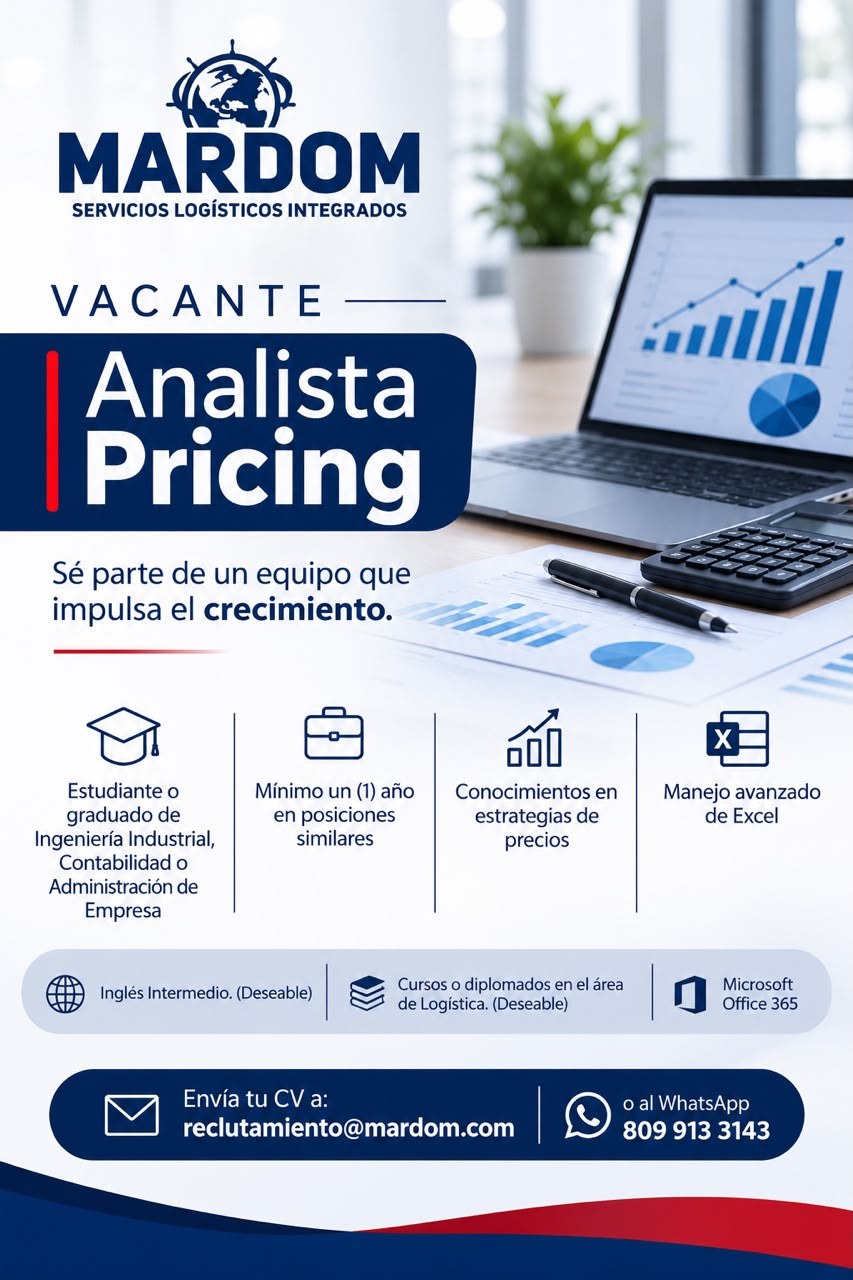 MARDOM
SERVICIOS LOGÍSTICOS INTEGRADOS
VACANTE
Analista
Pricing
Sé parte de un equipo que
impulsa el crecimiento.
Estudiante o
graduado de
Ingeniería Industrial,
Contabilidad o
Administración de
Empresa
Mínimo un (1) año
en posiciones
similares
Conocimientos en
estrategias de
precios
X
Manejo avanzado
de Excel
Inglés Intermedio. (Deseable)
Cursos o diplomados en el área
de Logística. (Deseable)
Microsoft
Office 365
Envía tu CV a:
reclutamiento@mardom.com
o al WhatsApp
809 913 3143